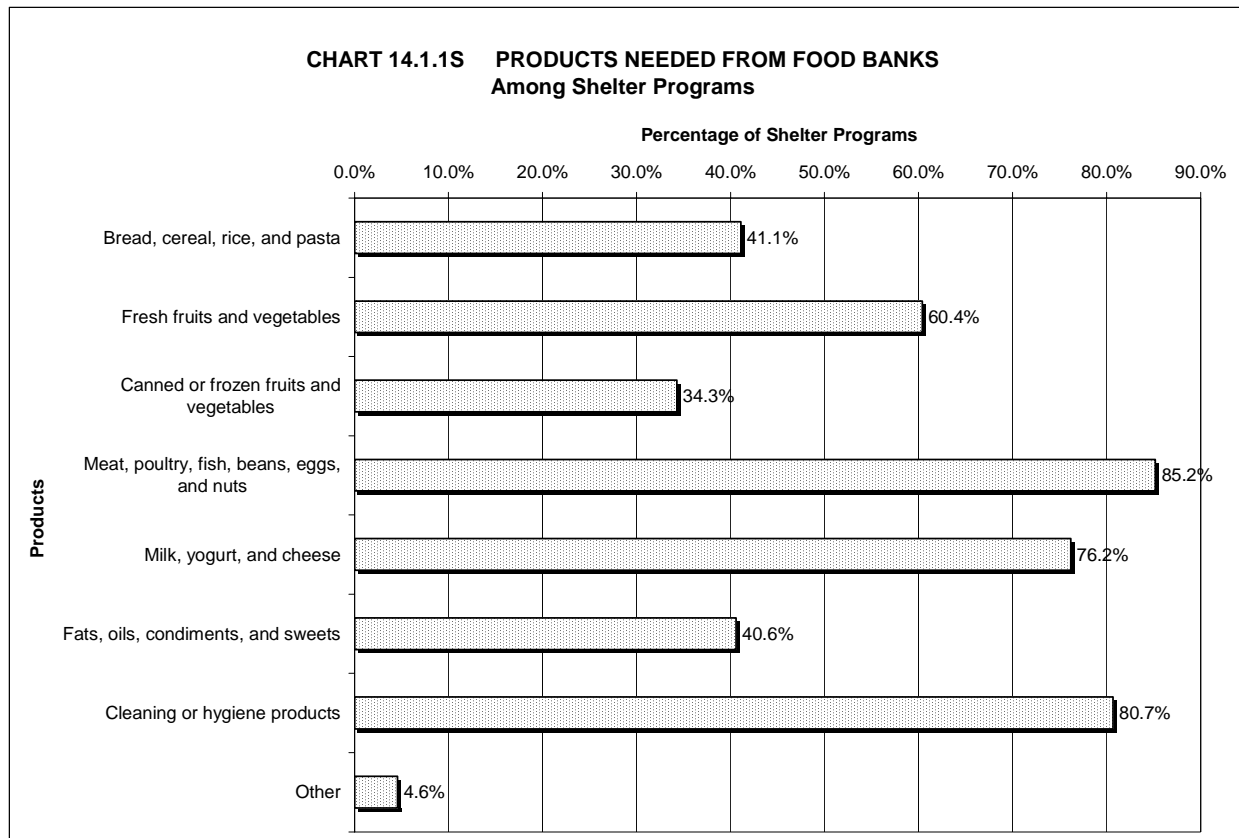 CHART 14.1.1S PRODUCTS NEEDED FROM FOOD BANKS
Among Shelter Programs
Percentage of Shelter Programs
0.0% 10.0% 20.0% 30.0% 40.0% 50.0% 60.0% 70.0% 80.0% 90.0%
Products
Bread, cereal, rice, and pasta
41.1%
Fresh fruits and vegetables
60.4%
Canned or frozen fruits and
vegetables
34.3%
Meat, poultry, fish, beans, eggs,
and nuts
85.2%
Milk, yogurt, and cheese
76.2%
Fats, oils, condiments, and sweets
40.6%
Cleaning or hygiene products
80.7%
Other
4.6%